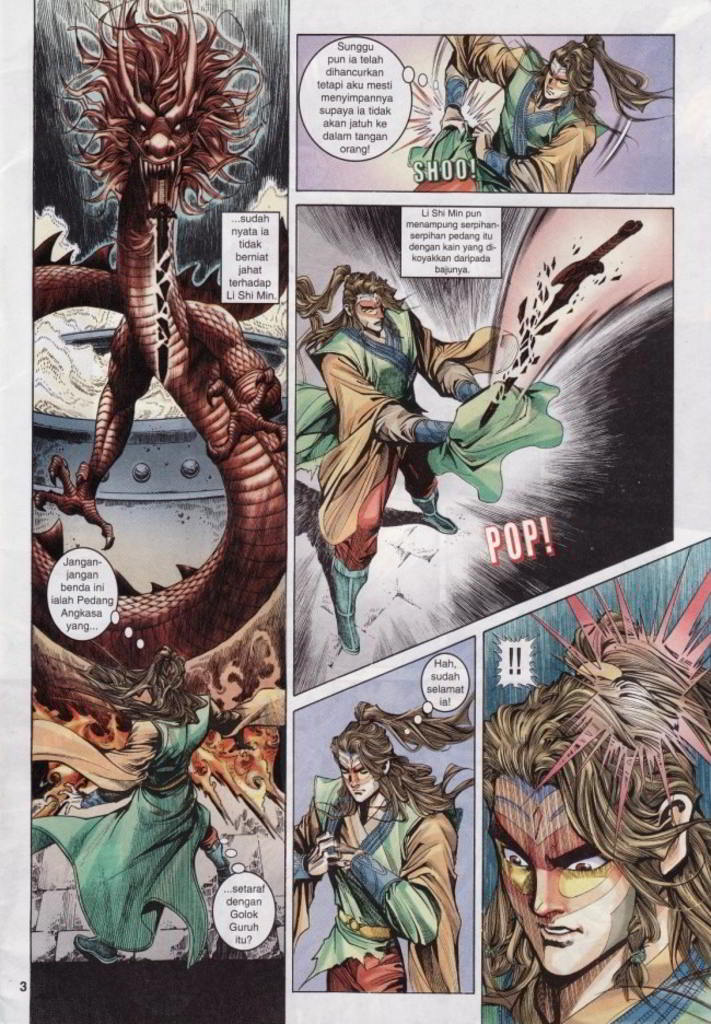 ...sudah
nyata ia
tidak
berniat
jahat
terhadap
Li Shi Min.
Jangan-
jangan
benda ini
ialah Pedang
Angkasa
yang...
...setaraf
dengan
Golok
Guruh
itu?
Sunggu
pun ia telah
dihancurkan
tetapi aku mesti
menyimpannya
supaya ia tidak
akan jatuh ke
dalam tangan
orang!
SHOO!
Li Shi Min pun
menampung serpihan-
serpihan pedang itu
dengan kain yang di-
koyakkan daripada
bajunya.
POP!
Hah,
sudah
selamat
ia!
!!
3